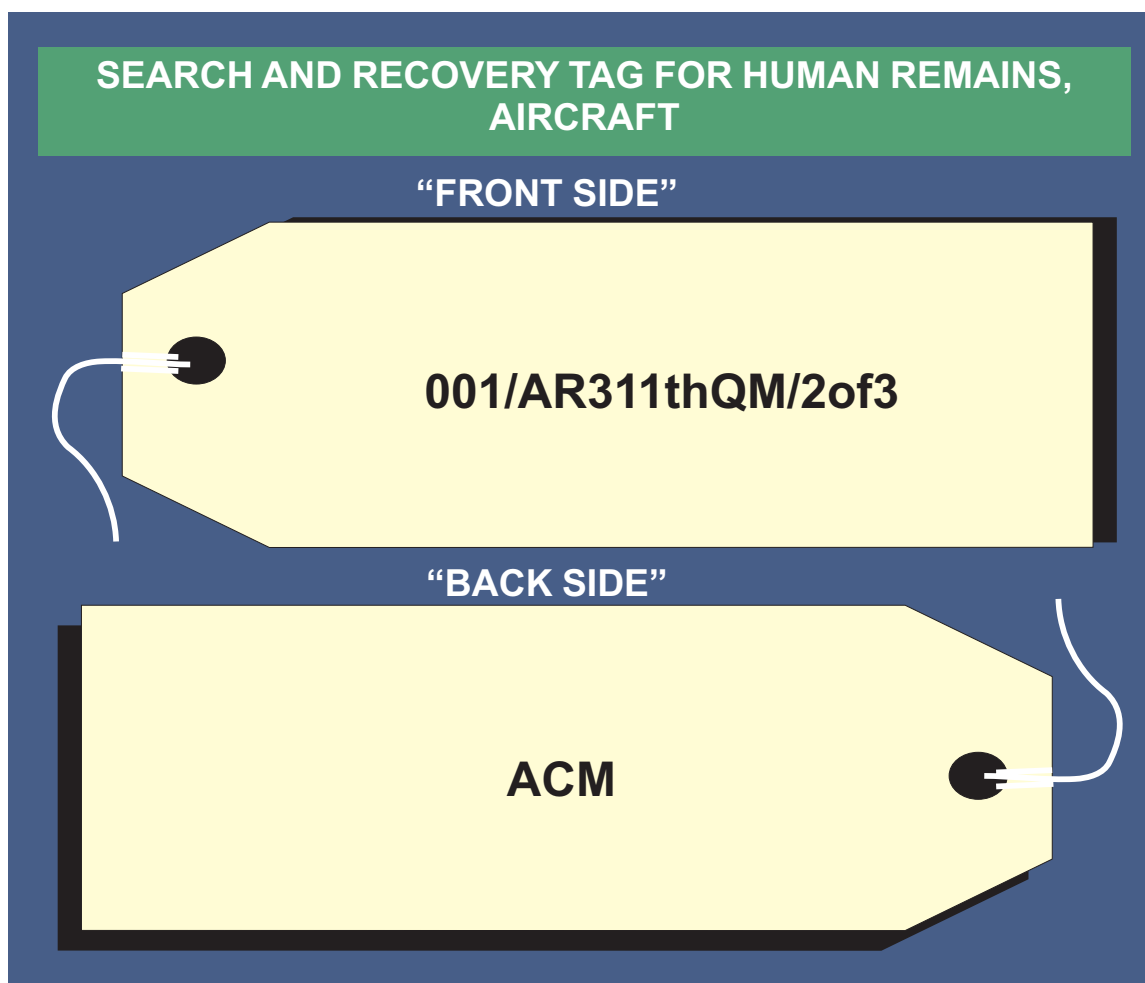 SEARCH AND RECOVERY TAG FOR HUMAN REMAINS,
AIRCRAFT
“FRONT SIDE”
001/AR311thQM/2of3
“BACK SIDE”
ACM